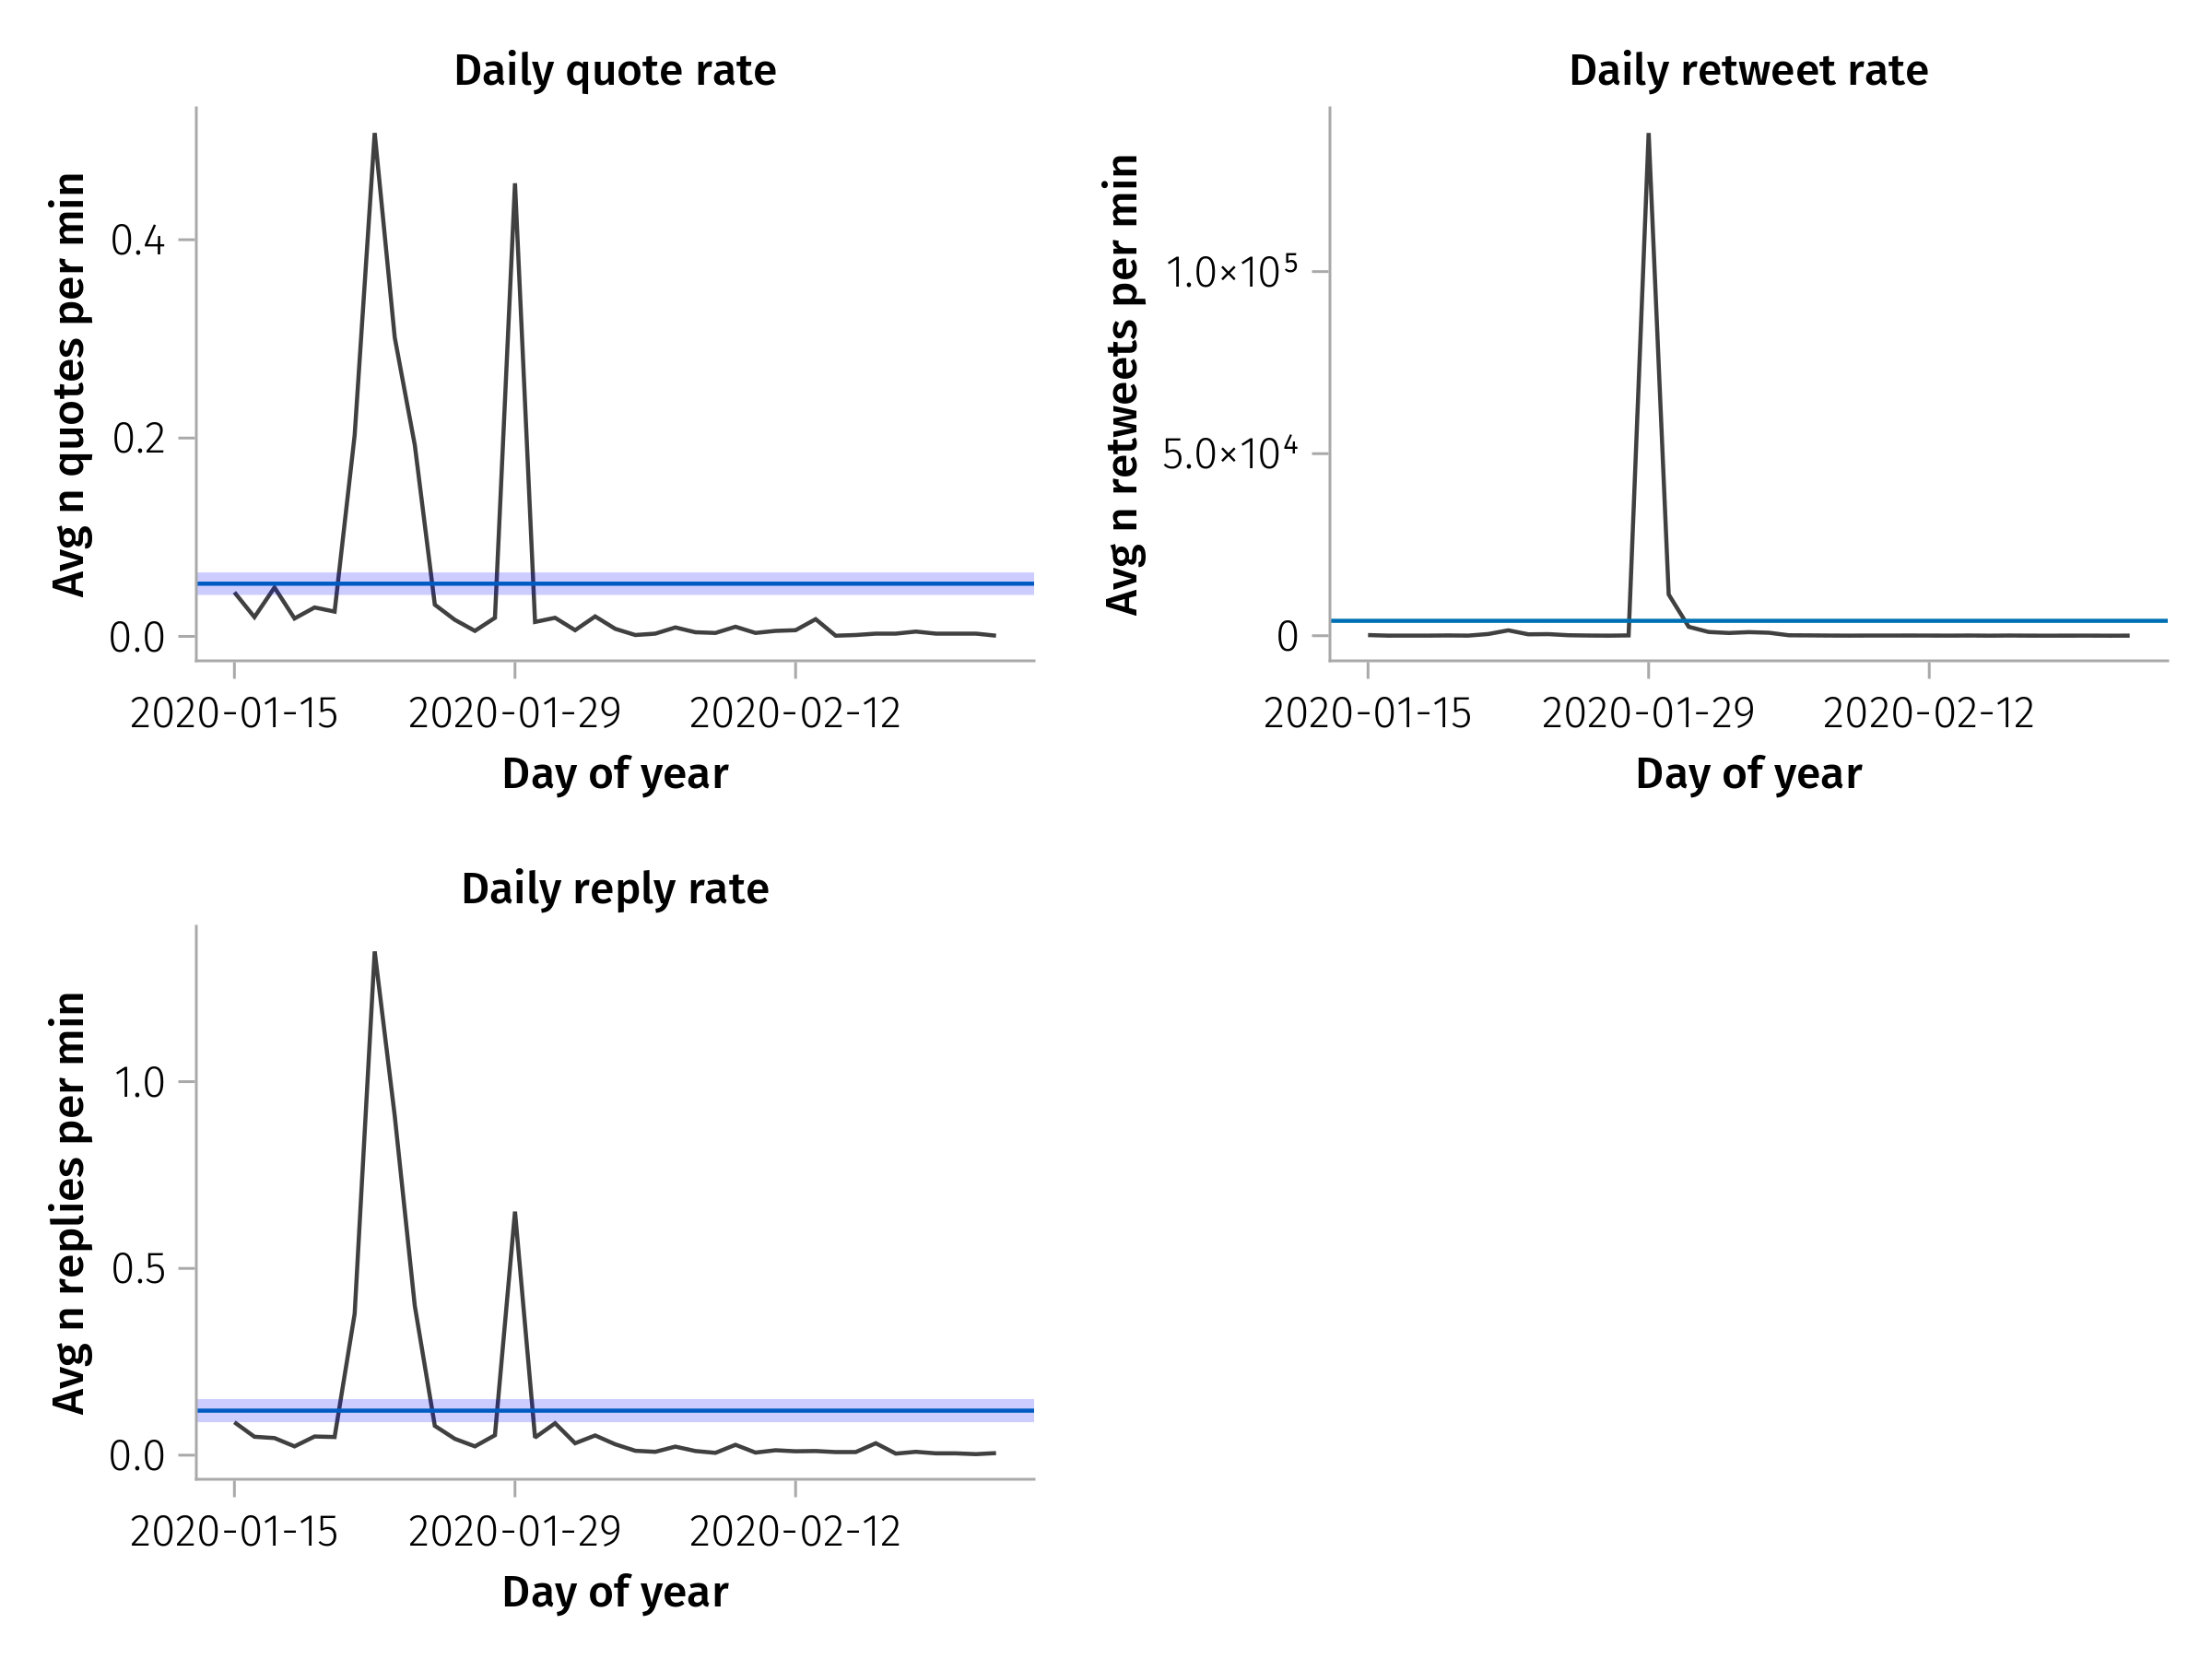 Daily quote rate
Avg n quotes per min
0.4
0.2
0.0
2020-01-15 2020-01-29 2020-02-12
Day of year
Daily retweet rate
Avg n retweets per min
1.0×10⁵
5.0×10⁴
0
2020-01-15 2020-01-29 2020-02-12
Day of year
Daily reply rate
Avg n replies per min
1.0
0.5
0.0
2020-01-15 2020-01-29 2020-02-12
Day of year